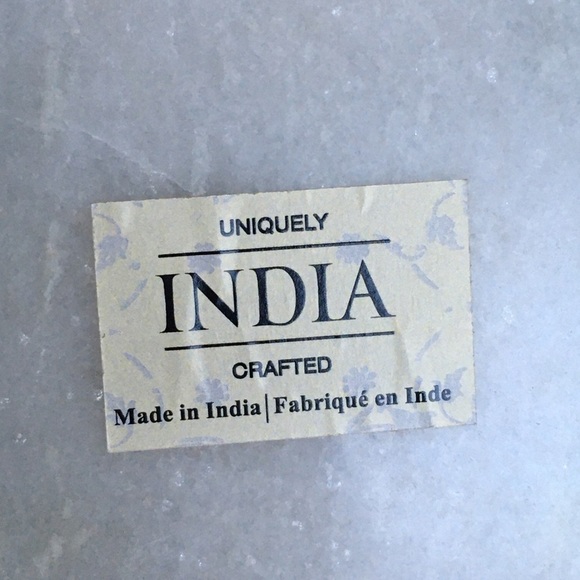 UNIQUELY
INDIA
CRAFTED
Made in India|Fabriqué en Inde